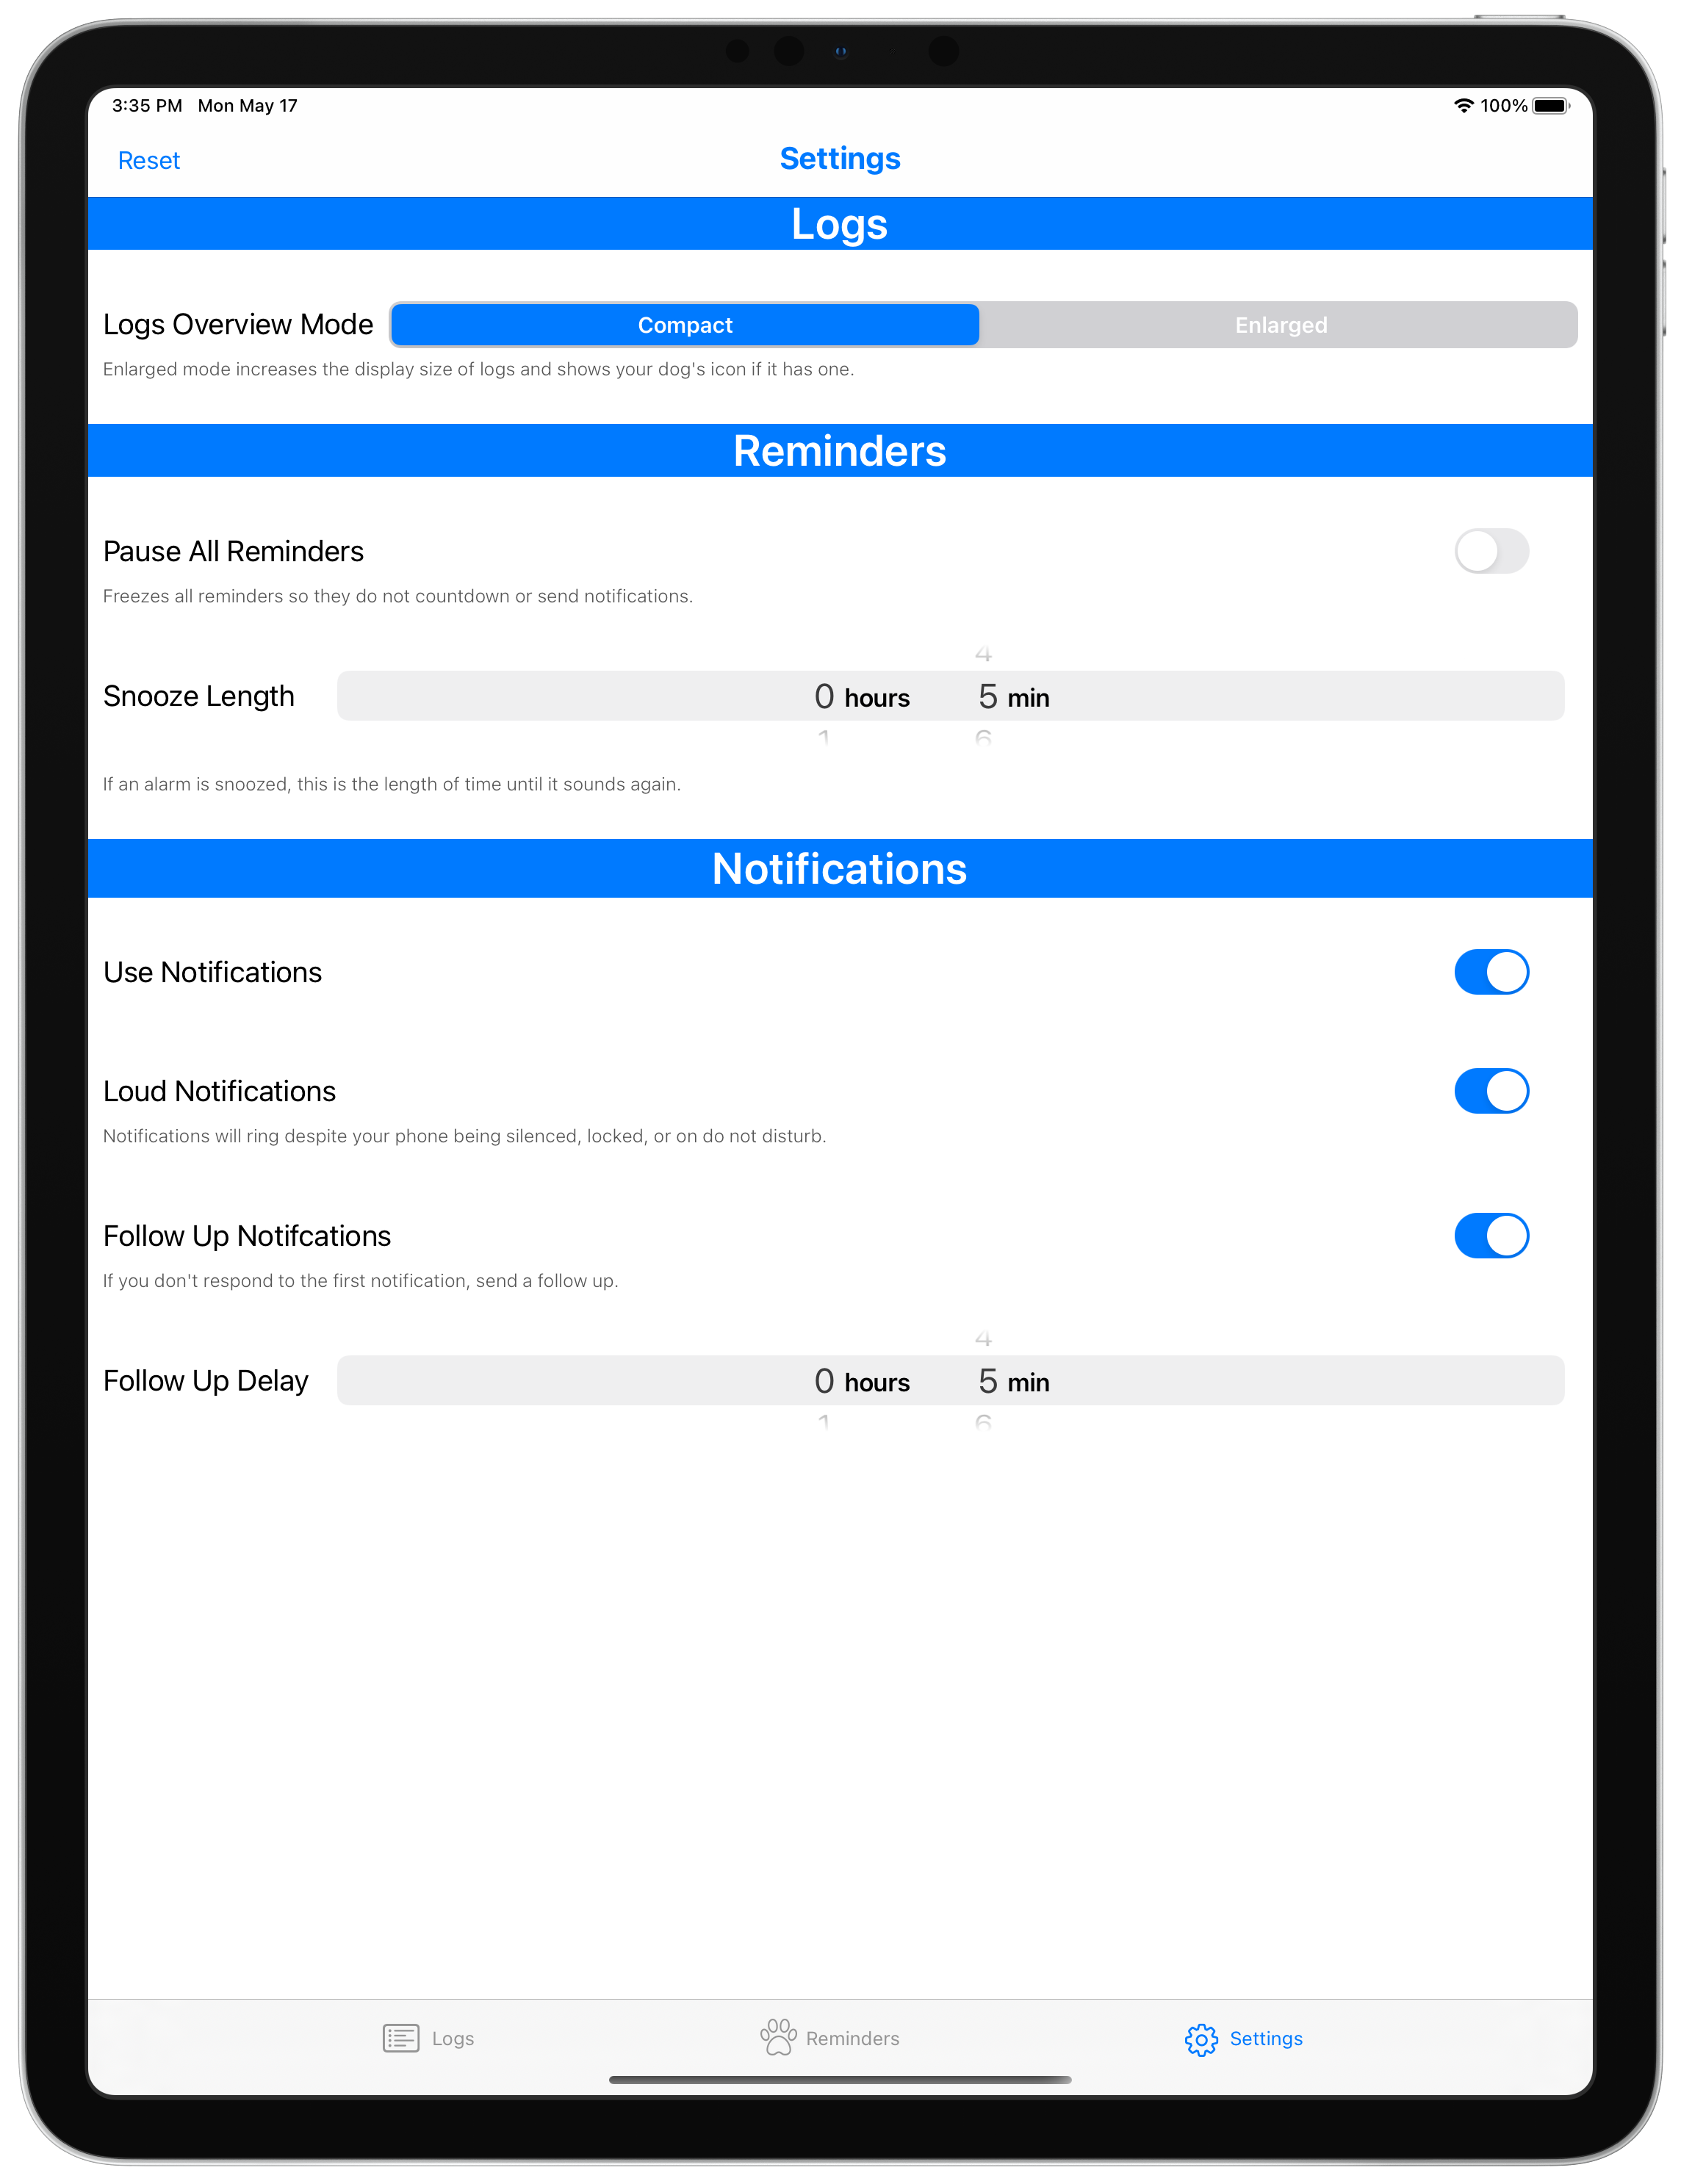 3:35 PM Mon May 17 100%
Reset Settings
Logs
Logs Overview Mode Compact Enlarged
Enlarged mode increases the display size of logs and shows your dog's icon if it has one.
Reminders
Pause All Reminders
Freezes all reminders so they do not countdown or send notifications.
4
Snooze Length 0 hours 5 min
1 6
If an alarm is snoozed, this is the length of time until it sounds again.
Notifications
Use Notifications
Loud Notifications
Notifications will ring despite your phone being silenced, locked, or on do not disturb.
Follow Up Notifcations
If you don't respond to the first notification, send a follow up.
4
Follow Up Delay 0 hours 5 min
1 6
Logs Reminders Settings